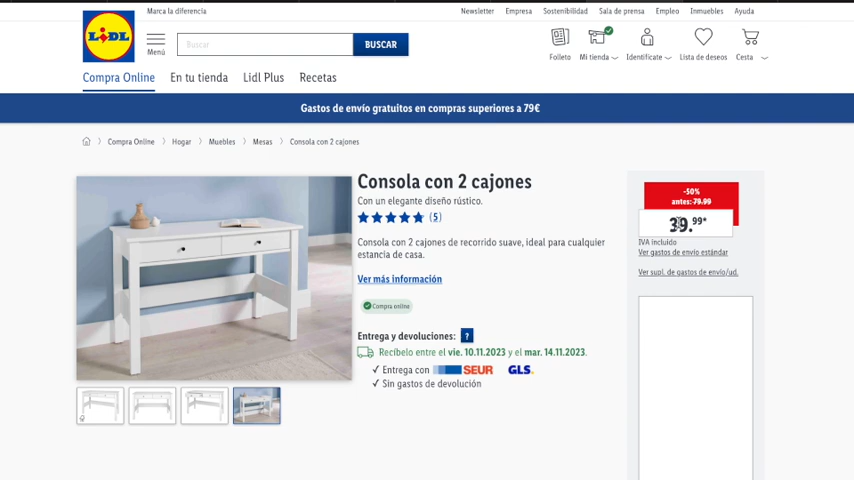 Marca la diferencia
Newsletter Empresa Sostenibilidad Sala de prensa Empleo Inmuebles Ayuda
LIDL
Menú
Buscar
BUSCAR
Folleto Mi tienda Identifícate Lista de deseos Cesta
Compra Online En tu tienda Lidl Plus Recetas
Gastos de envío gratuitos en compras superiores a 79€
Compra Online Hogar Muebles Mesas Consola con 2 cajones
Consola con 2 cajones
Con un elegante diseño rústico.
(5)
Consola con 2 cajones de recorrido suave, ideal para cualquier
estancia de casa.
Ver más información
Compra online
Entrega y devoluciones: ?
Recíbelo entre el vie. 10.11.2023 y el mar. 14.11.2023.
✓ Entrega con SEUR GLS.
✓ Sin gastos de devolución
-50%
antes: 79.99
39.99*
IVA incluido
Ver gastos de envío estándar
Ver supl. de gastos de envío/ud.